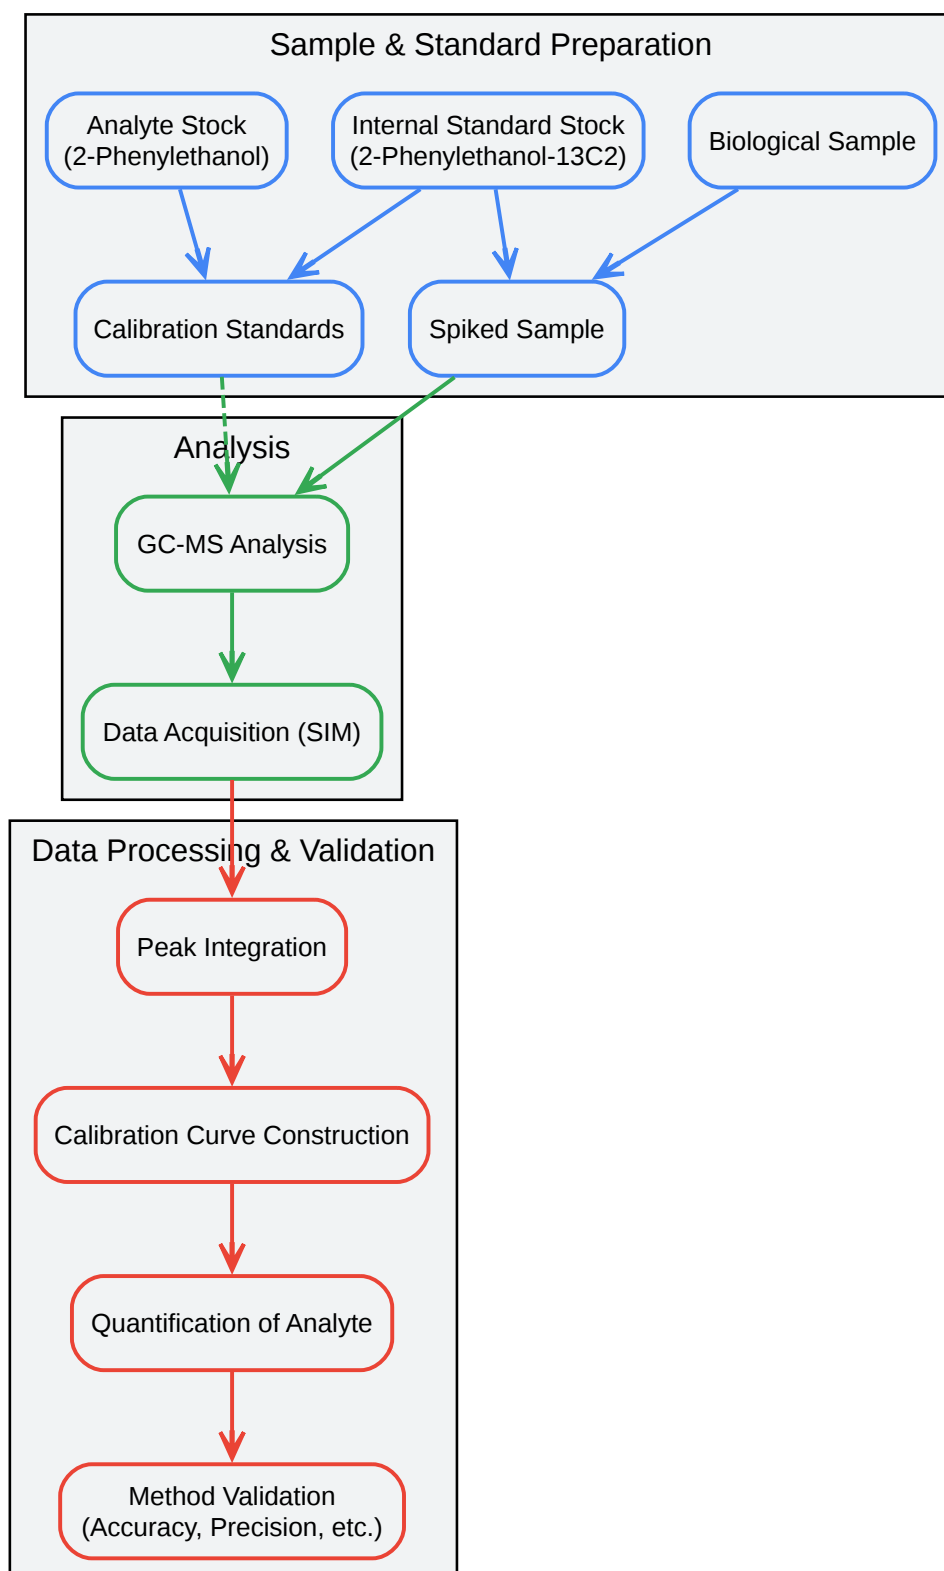 Sample & Standard Preparation
Analyte Stock
(2-Phenylethanol)
Internal Standard Stock
(2-Phenylethanol-13C2)
Biological Sample
Calibration Standards
Spiked Sample
Analysis
GC-MS Analysis
Data Acquisition (SIM)
Data Processing & Validation
Peak Integration
Calibration Curve Construction
Quantification of Analyte
Method Validation
(Accuracy, Precision, etc.)